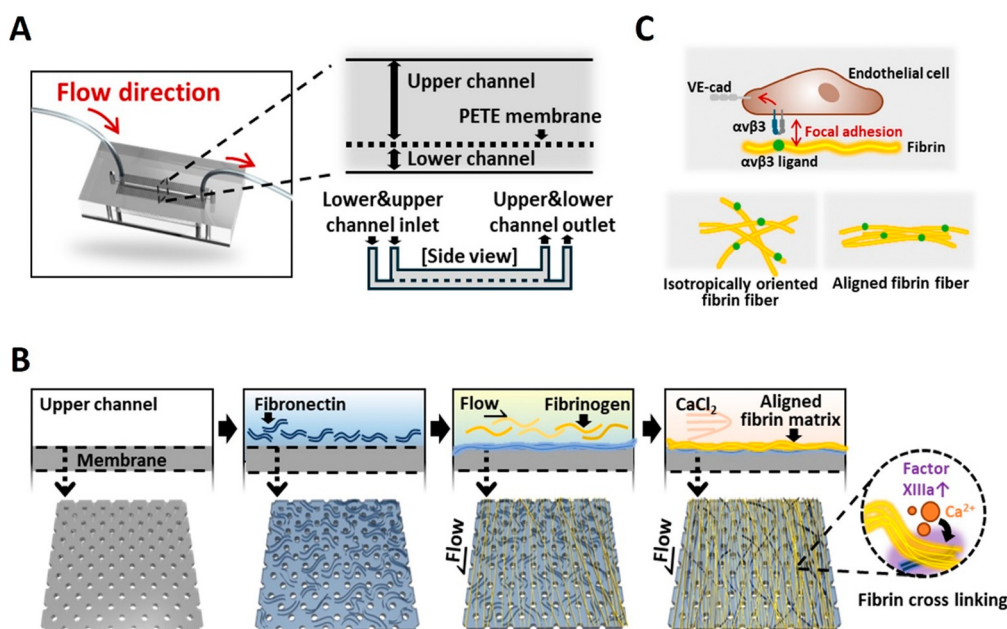 A
Flow direction
Upper channel
PETE membrane
Lower channel
Lower&upper
channel inlet
Upper&lower
channel outlet
[Side view]
C
Endothelial cell
VE-cad
αvβ3
Focal adhesion
Fibrin
αvβ3 ligand
Isotropically oriented
fibrin fiber
Aligned fibrin fiber
B
Upper channel
Membrane
Fibronectin
Flow
Fibrinogen
CaCl₂
Aligned
fibrin matrix
Flow
Flow
Factor
XIIIa↑
Ca²⁺
Fibrin cross linking